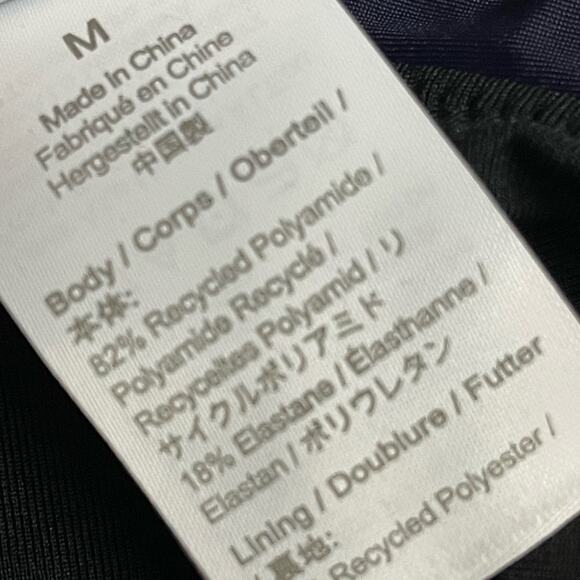 M
Made in China
Fabriqué en Chine
Hergestellt in China
中国製
Body / Corps / Oberteil /
本体:
82% Recycled Polyamide /
Polyamide Recyclé /
Recyceltes Polyamid / リ
サイクルポリアミド
18% Elastane / Élasthanne /
Elastan / ポリウレタン
Lining / Doublure / Futter
/ 裏地:
Recycled Polyester /